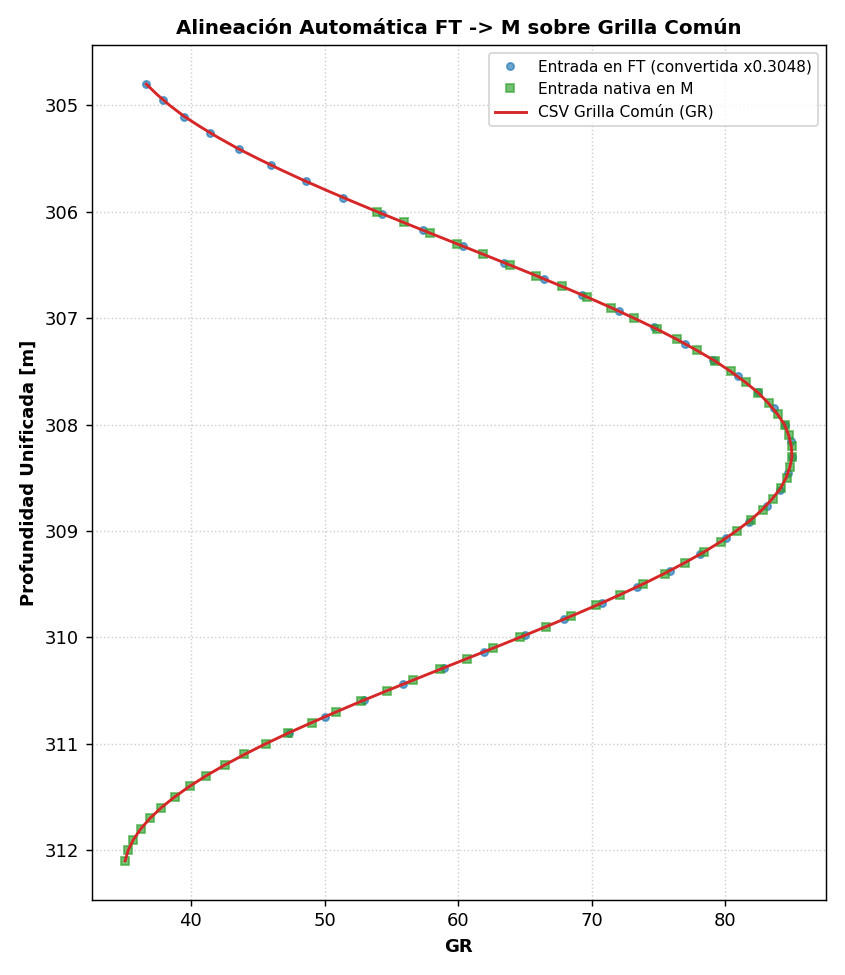 Alineación Automática FT -> M sobre Grilla Común
Entrada en FT (convertida x0.3048)
Entrada nativa en M
CSV Grilla Común (GR)
305
306
307
308
309
310
311
312
Profundidad Unificada [m]
40
50
60
70
80
GR